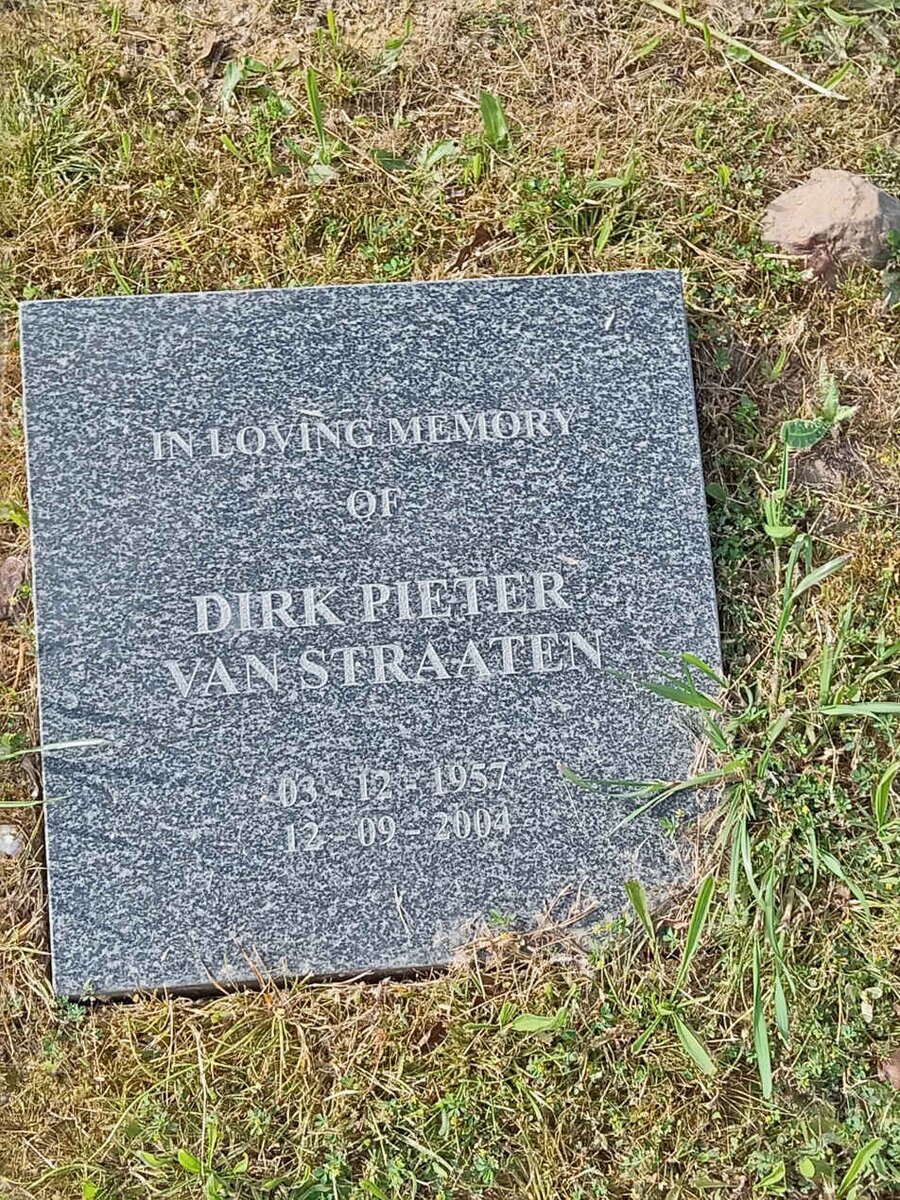 IN LOVING MEMORY
OF
DIRK PIETER
VAN STRAATEN
03 - 12 - 1957
12 - 09 - 2004